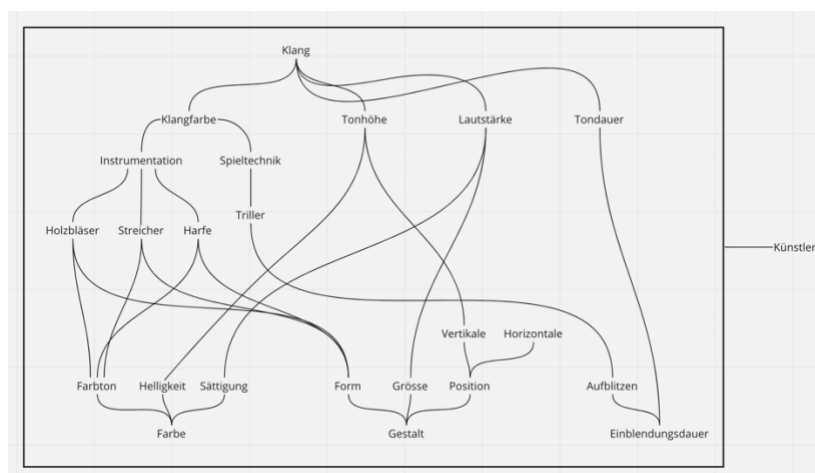 Klang
Klangfarbe Tonhöhe Lautstärke Tondauer
Instrumentation Spieltechnik
Triller
Holzbläser Streicher Harfe
Künstler
Vertikale Horizontale
Farbton Helligkeit Sättigung Form Grösse Position Aufblitzen
Farbe Gestalt Einblendungsdauer